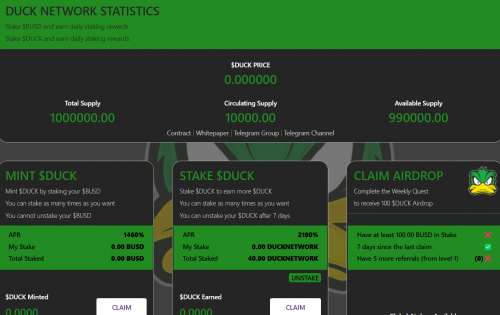 DUCK NETWORK STATISTICS
Stake $BUSD and earn daily staking rewards
Stake $DUCK and earn daily staking rewards
$DUCK PRICE
0.000000
Total Supply
1000000.00
Circulating Supply
10000.00
Available Supply
990000.00
Contract | Whitepaper | Telegram Group | Telegram Channel
MINT $DUCK
Mint $DUCK by staking your $BUSD
You can stake as many times as you want
You cannot unstake your $BUSD
APR 1460%
My Stake 0.00 BUSD
Total Staked 0.00 BUSD
$DUCK Minted
0.0000
CLAIM
STAKE $DUCK
Stake $DUCK to earn more $DUCK
You can stake as many times as you want
You can unstake your $DUCK after 7 days
APR 2190%
My Stake 0.00 DUCKNETWORK
Total Staked 40.00 DUCKNETWORK
UNSTAKE
$DUCK Earned
0.0000
CLAIM
CLAIM AIRDROP
Complete the Weekly Quest
to receive 100 $DUCK Airdrop
Have at least 100.00 BUSD in Stake
7 days since the last claim
Have 5 more referrals (from level 1) (0)